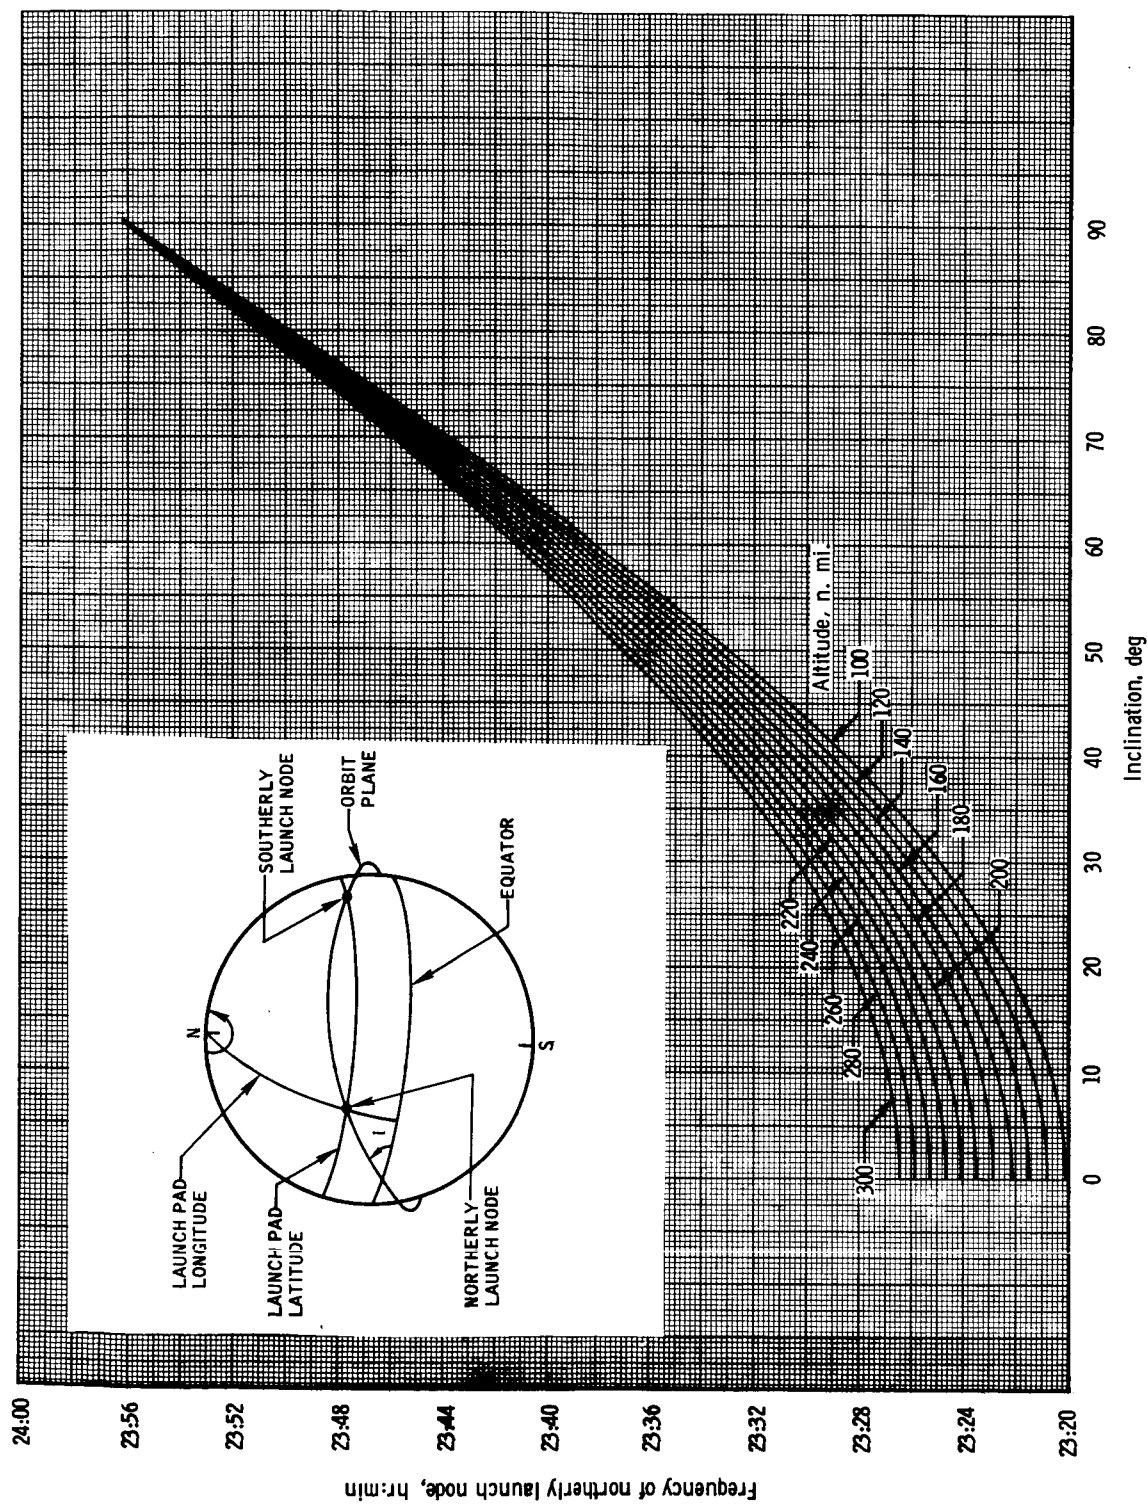 Frequency of northerly launch node, hr:min
24:00
23:56
23:52
23:48
23:44
23:40
23:36
23:32
23:28
23:24
23:20
LAUNCH PAD
LONGITUDE
LAUNCH PAD
LATITUDE
NORTHERLY
LAUNCH NODE
N
S
i
SOUTHERLY
LAUNCH NODE
ORBIT
PLANE
EQUATOR
Altitude, n. mi.
100
120
140
160
180
200
220
240
260
280
300
0
10
20
30
40
50
60
70
80
90
Inclination, deg